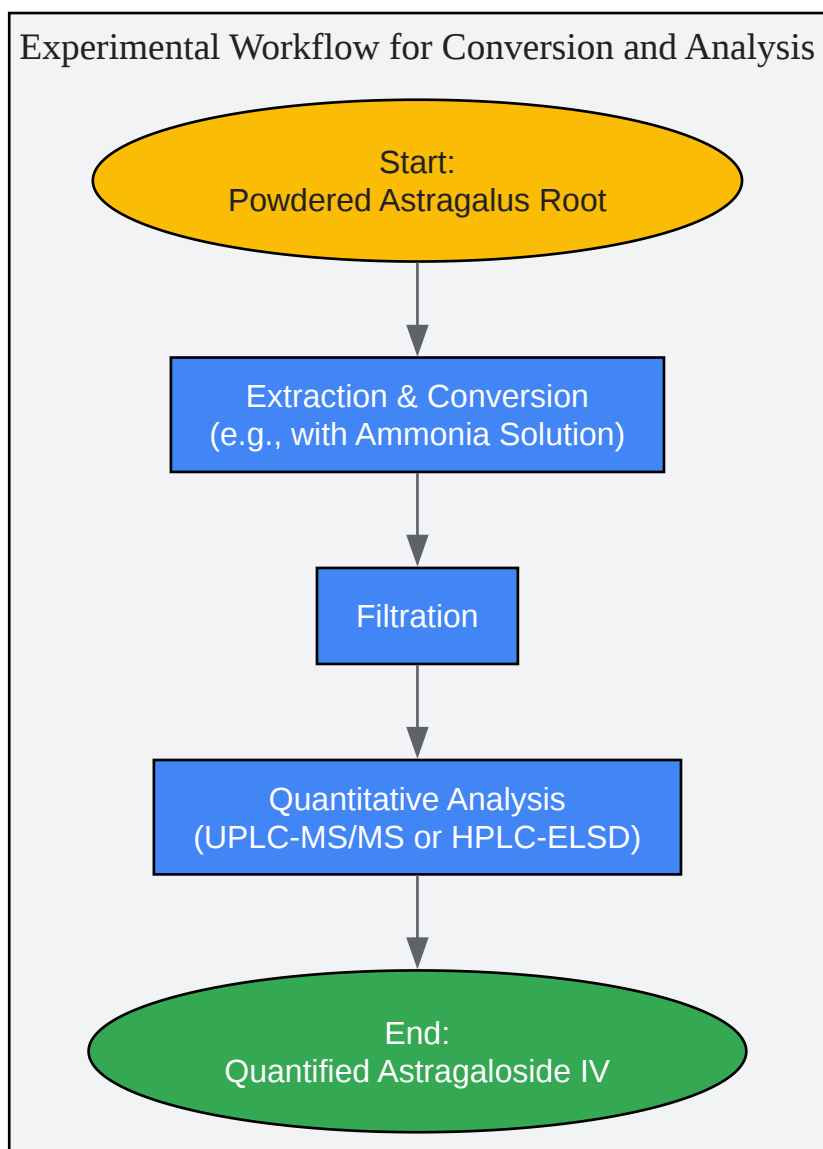 Experimental Workflow for Conversion and Analysis
Start:
Powdered Astragalus Root
Extraction & Conversion
(e.g., with Ammonia Solution)
Filtration
Quantitative Analysis
(UPLC-MS/MS or HPLC-ELSD)
End:
Quantified Astragaloside IV